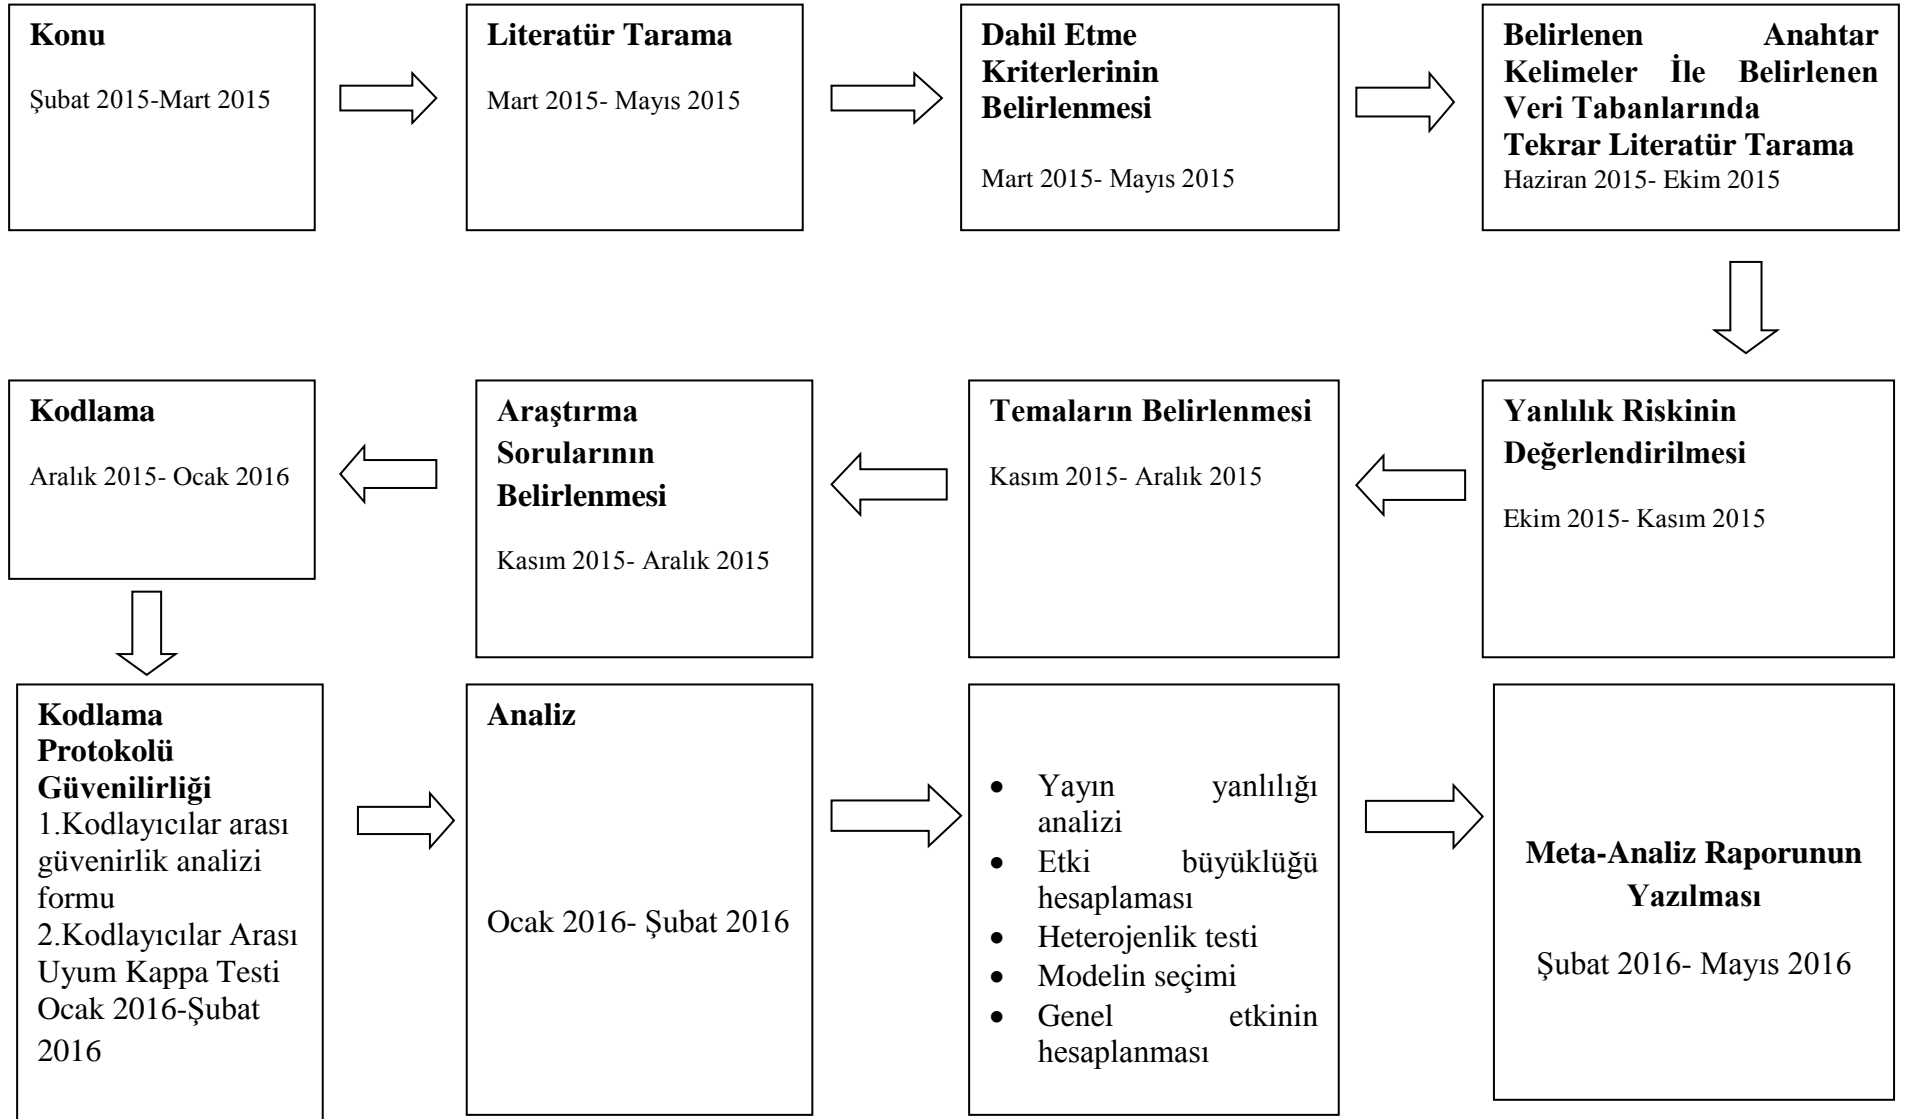 Konu
Şubat 2015-Mart 2015
Literatür Tarama
Mart 2015- Mayıs 2015
Dahil Etme
Kriterlerinin
Belirlenmesi
Mart 2015- Mayıs 2015
Belirlenen Anahtar
Kelimeler İle Belirlenen
Veri Tabanlarında
Tekrar Literatür Tarama
Haziran 2015- Ekim 2015
Yanlılık Riskinin
Değerlendirilmesi
Ekim 2015- Kasım 2015
Temaların Belirlenmesi
Kasım 2015- Aralık 2015
Araştırma
Sorularının
Belirlenmesi
Kasım 2015- Aralık 2015
Kodlama
Aralık 2015- Ocak 2016
Kodlama
Protokolü
Güvenilirliği
1.Kodlayıcılar arası
güvenirlik analizi
formu
2.Kodlayıcılar Arası
Uyum Kappa Testi
Ocak 2016-Şubat
2016
Analiz
Ocak 2016- Şubat 2016
• Yayın yanlılığı
analizi
• Etki büyüklüğü
hesaplaması
• Heterojenlik testi
• Modelin seçimi
• Genel etkinin
hesaplanması
Meta-Analiz Raporunun
Yazılması
Şubat 2016- Mayıs 2016